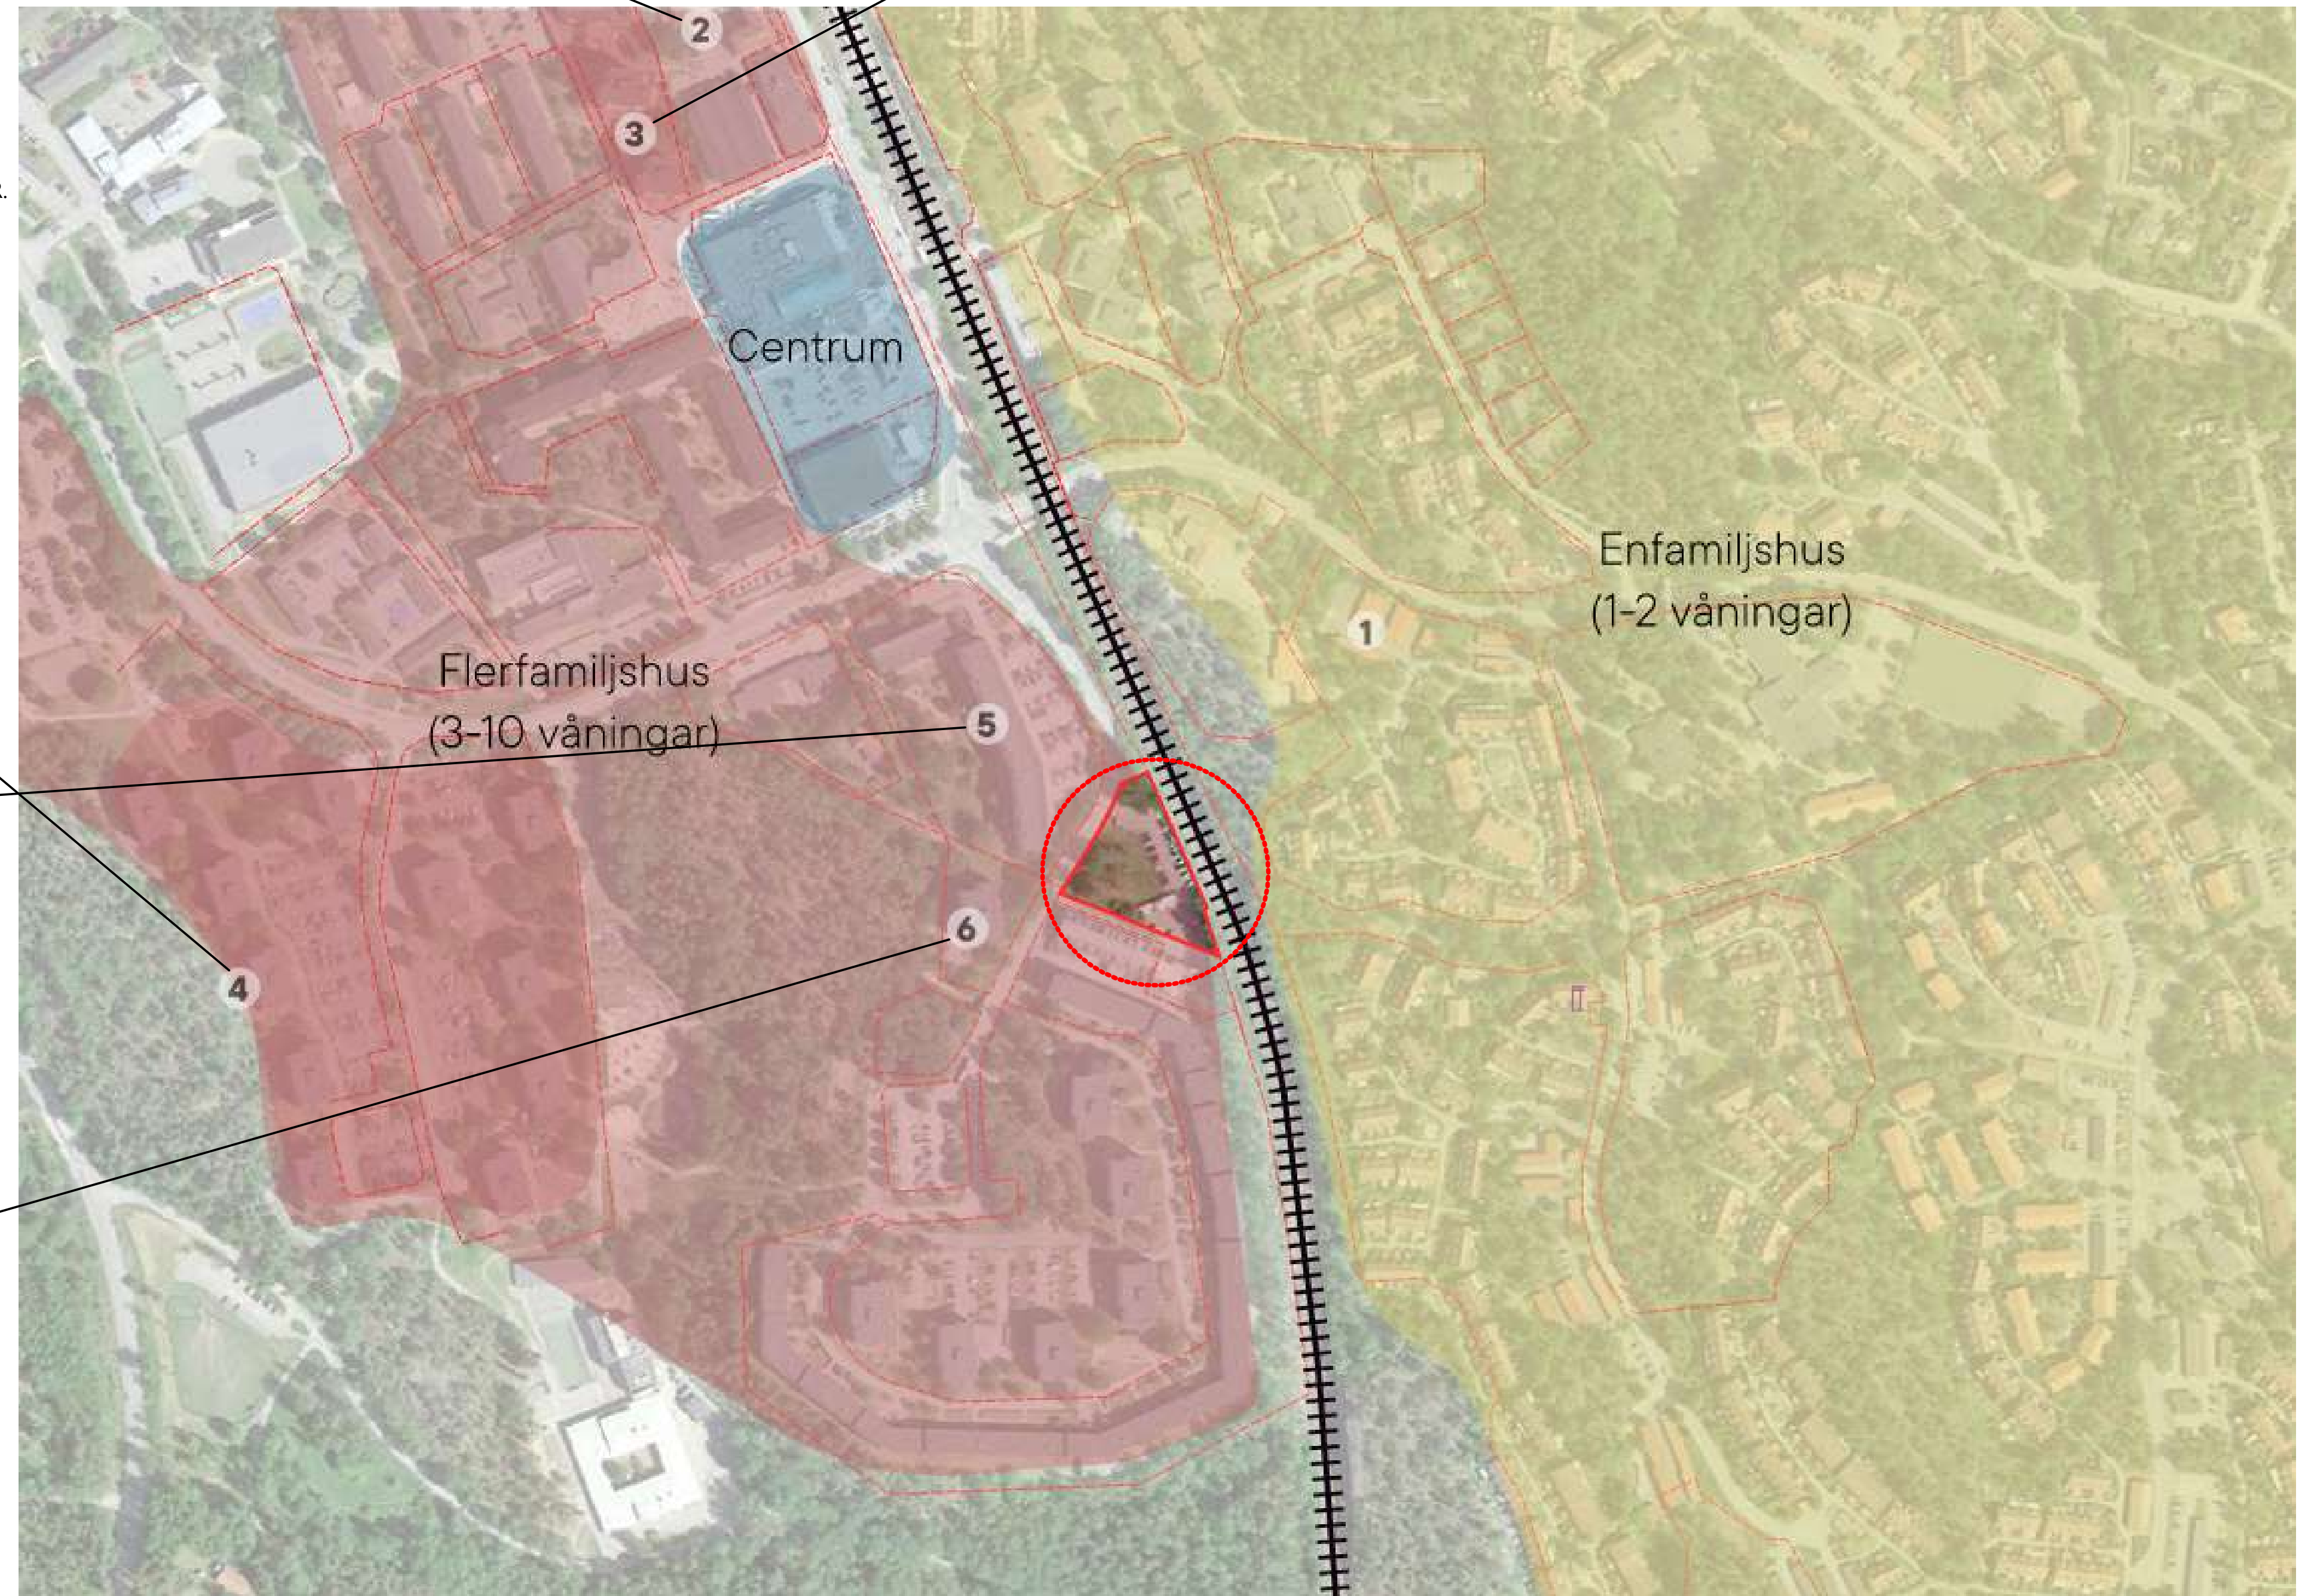 2
3
R.
Centrum
Enfamiljshus
(1-2 våningar)
1
Flerfamiljshus
(3-10 våningar)
5
6
4